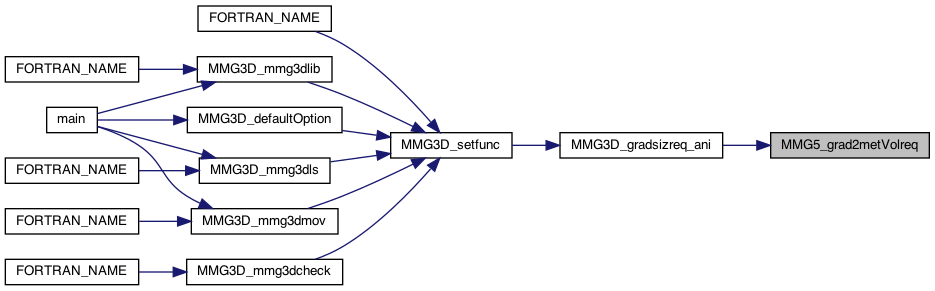 FORTRAN_NAME
FORTRAN_NAME
MMG3D_mmg3dlib
main
MMG3D_defaultOption
MMG3D_setfunc
MMG3D_gradsizreq_ani
MMG5_grad2metVolreq
FORTRAN_NAME
MMG3D_mmg3dls
FORTRAN_NAME
MMG3D_mmg3dmov
FORTRAN_NAME
MMG3D_mmg3dcheck